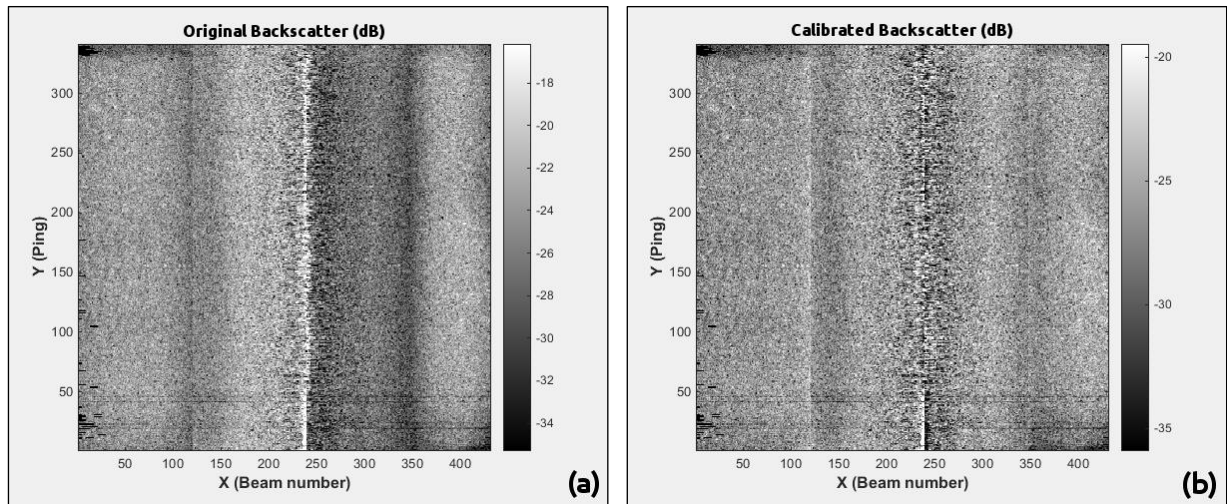 Original Backscatter (dB)
300
250
200
150
100
50
Y (Ping)
50 100 150 200 250 300 350 400
X (Beam number)
-18
-20
-22
-24
-26
-28
-30
-32
-34
(a)
Calibrated Backscatter (dB)
300
250
200
150
100
50
Y (Ping)
50 100 150 200 250 300 350 400
X (Beam number)
-20
-25
-30
-35
(b)